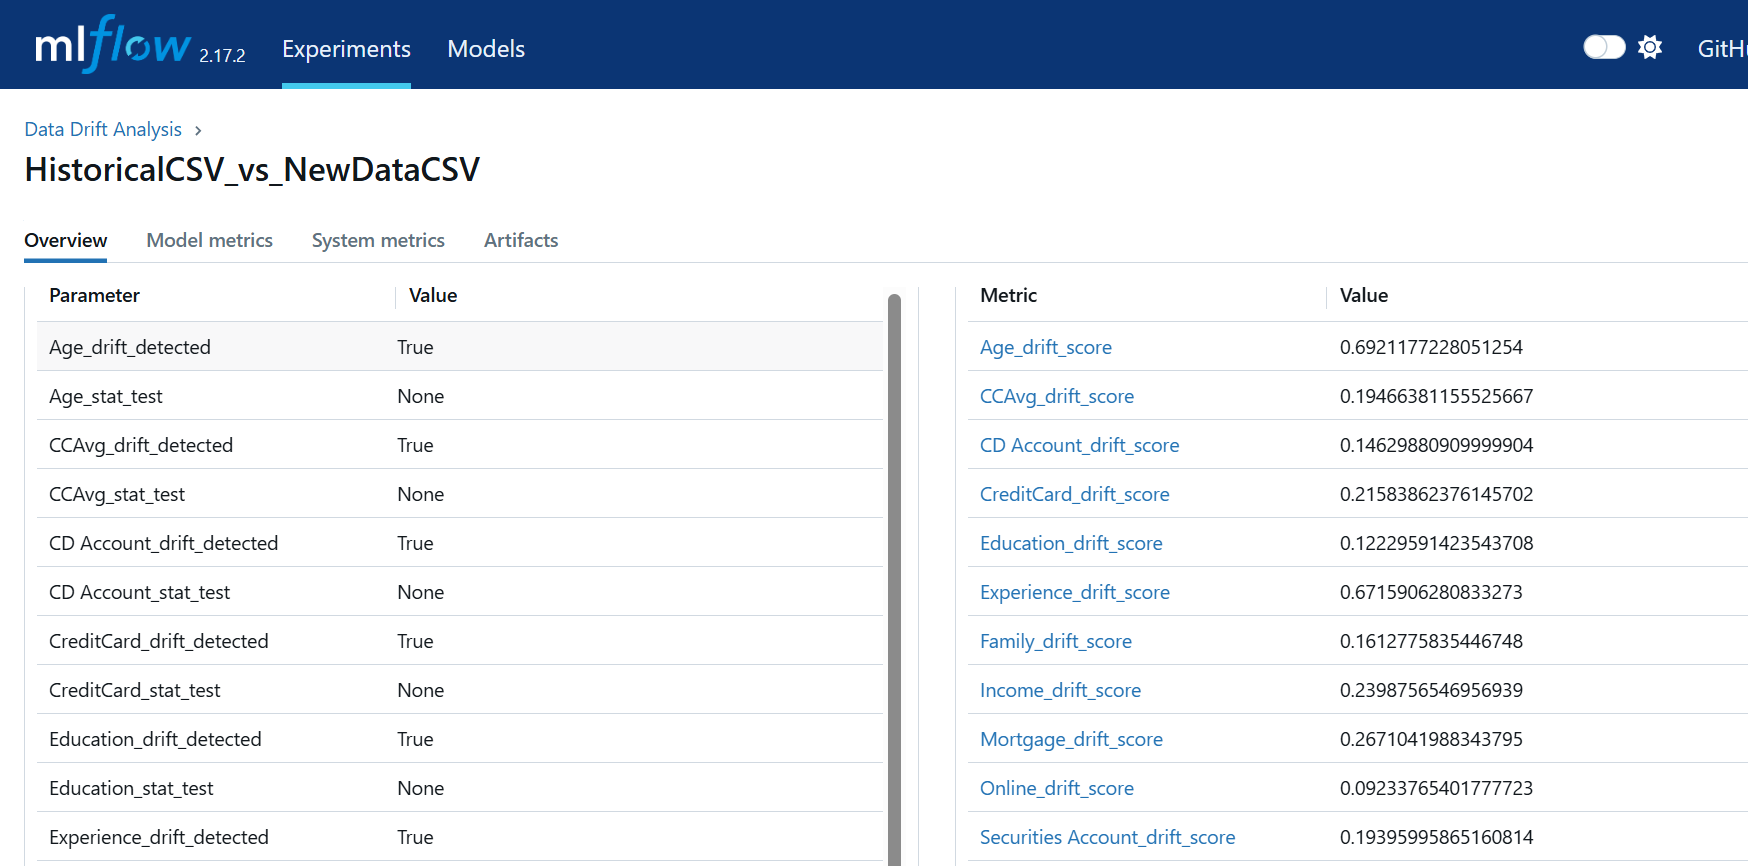 mlflow 2.17.2 Experiments Models GitHu
Data Drift Analysis
HistoricalCSV_vs_NewDataCSV
Overview Model metrics System metrics Artifacts
Parameter Value Metric Value
Age_drift_detected True Age_drift_score 0.6921177228051254
Age_stat_test None CCAvg_drift_score 0.19466381155525667
CCAvg_drift_detected True CD Account_drift_score 0.14629880909999904
CCAvg_stat_test None CreditCard_drift_score 0.21583862376145702
CD Account_drift_detected True Education_drift_score 0.12229591423543708
CD Account_stat_test None Experience_drift_score 0.6715906280833273
CreditCard_drift_detected True Family_drift_score 0.1612775835446748
CreditCard_stat_test None Income_drift_score 0.2398756546956939
Education_drift_detected True Mortgage_drift_score 0.2671041988343795
Education_stat_test None Online_drift_score 0.09233765401777723
Experience_drift_detected True Securities Account_drift_score 0.19395995865160814